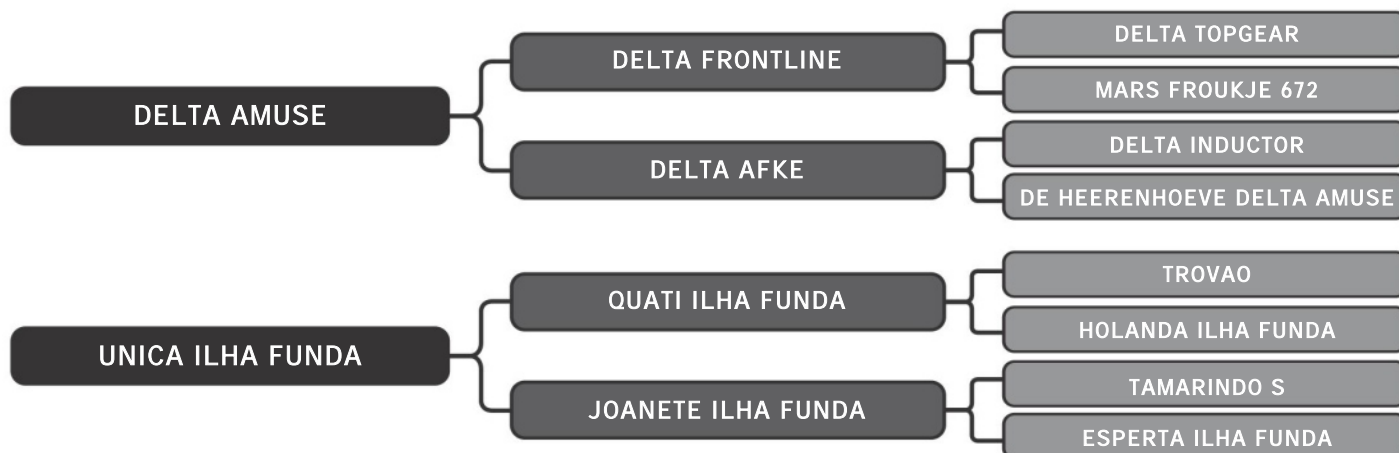 DELTA AMUSE
DELTA FRONTLINE
DELTA TOPGEAR
MARS FROUKJE 672
DELTA AFKE
DELTA INDUCTOR
DE HEERENHOEVE DELTA AMUSE
UNICA ILHA FUNDA
QUATI ILHA FUNDA
TROVAO
HOLANDA ILHA FUNDA
JOANETE ILHA FUNDA
TAMARINDO S
ESPERTA ILHA FUNDA